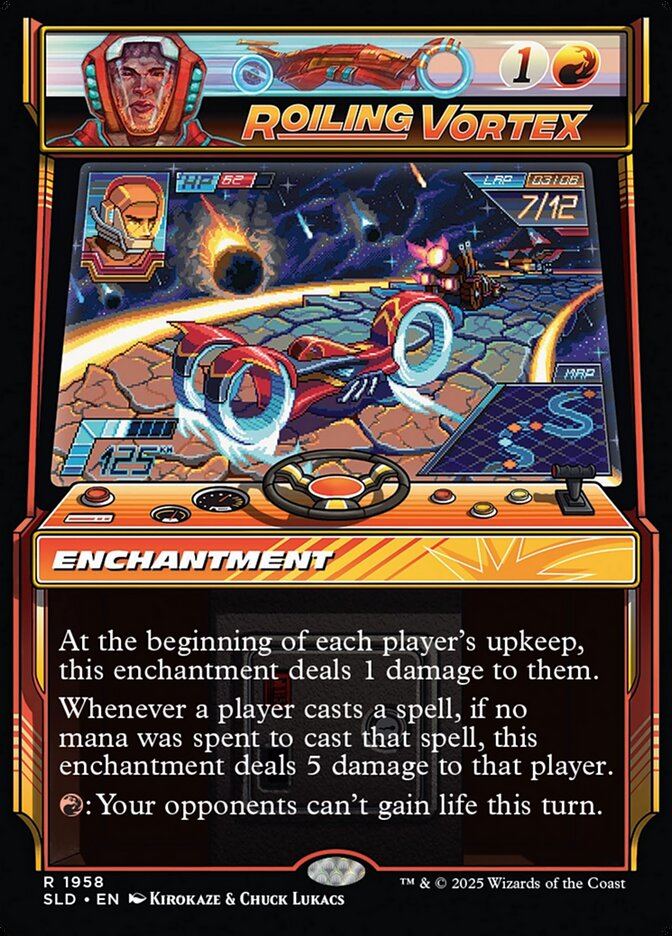 1
ROILING VORTEX
HP 62
LAP 03106
7/12
MAP
125 KM
ENCHANTMENT
At the beginning of each player's upkeep,
this enchantment deals 1 damage to them.
Whenever a player casts a spell, if no
mana was spent to cast that spell, this
enchantment deals 5 damage to that player.
: Your opponents can't gain life this turn.
R 1958
SLD • EN KIROKAZE & CHUCK LUKACS
™ & © 2025 Wizards of the Coast